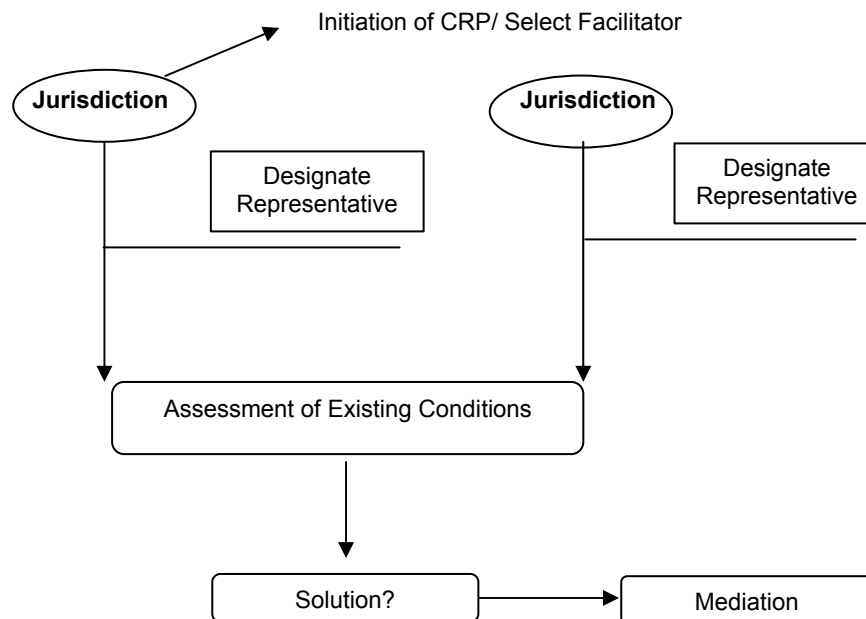 Initiation of CRP/ Select Facilitator
Jurisdiction
Jurisdiction
Designate
Representative
Designate
Representative
Assessment of Existing Conditions
Solution?
Mediation